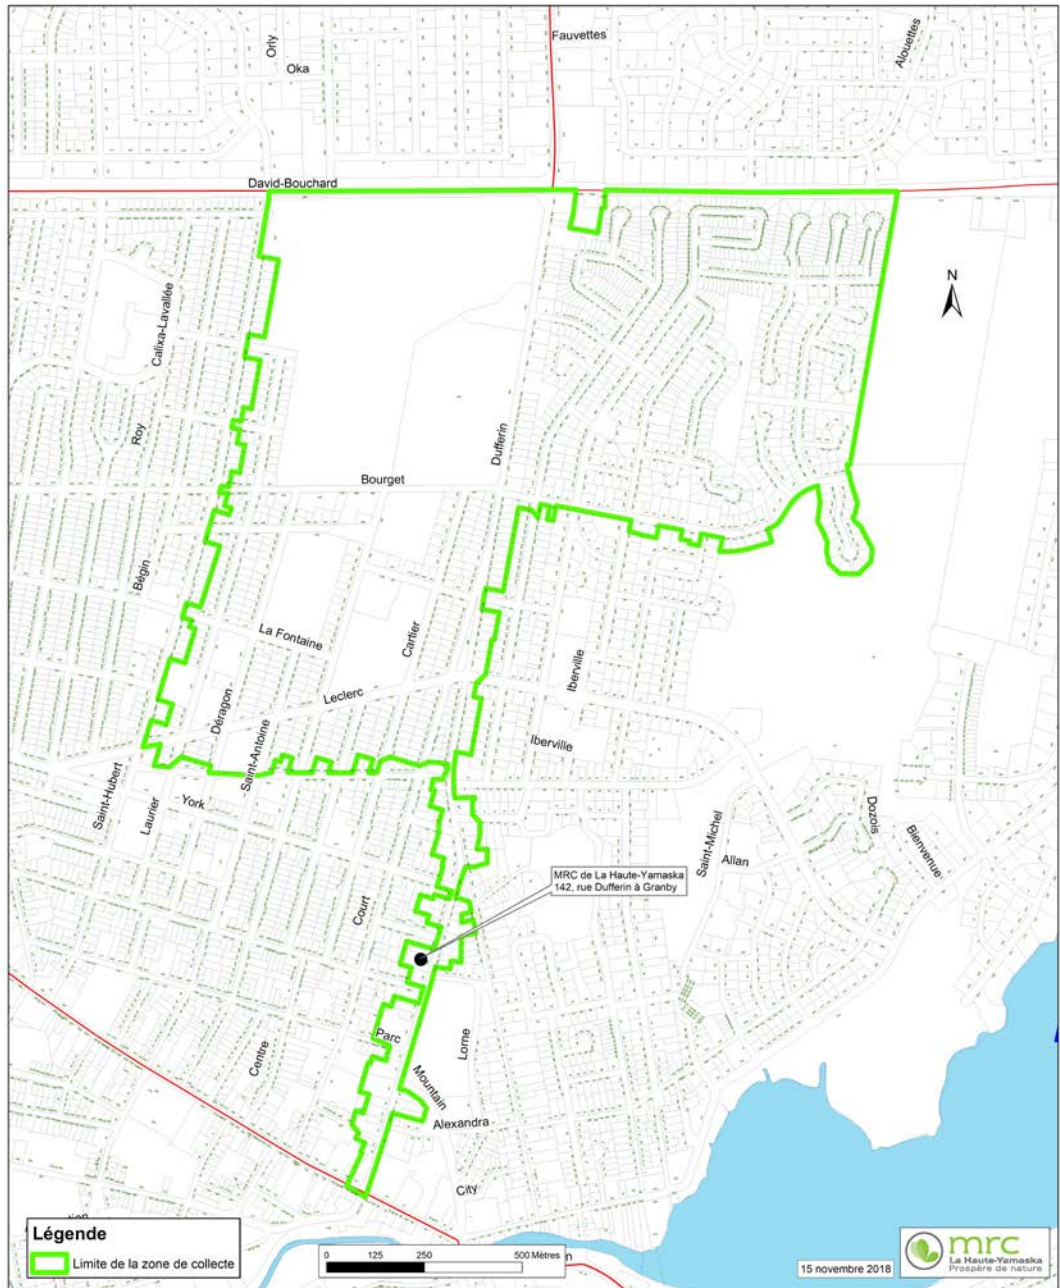 Fauvettes
Alouettes
Orly
Oka
David-Bouchard
N
Calixa-Lavallée
Roy
Dufferin
Bourget
Bégin
La Fontaine
Cartier
Iberville
Déragon
Leclerc
Saint-Antoine
Iberville
Saint-Hubert
Laurier
York
Saint-Michel
Dozois
Bienvenue
Allan
MRC de La Haute-Yamaska
142, rue Dufferin à Granby
Court
Parc
Lorne
Centre
Mountain
Alexandra
City
Légende
Limite de la zone de collecte
0 125 250 500 Mètres
15 novembre 2018
mrc
La Haute-Yamaska
Prospère de nature